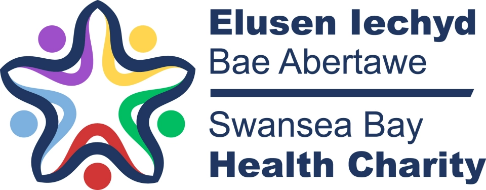 Elusen Iechyd
Bae Abertawe
Swansea Bay
Health Charity